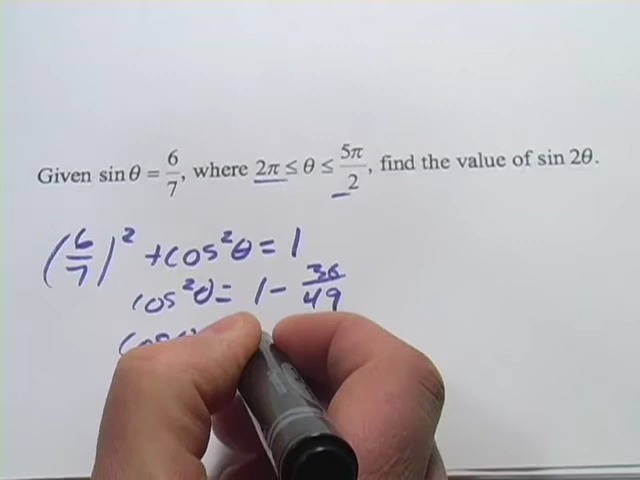 Given sin θ = 6/7, where 2π ≤ θ ≤ 5π/2, find the value of sin 2θ.
(6/7)² + cos²θ = 1
cos²θ = 1 - 36/49